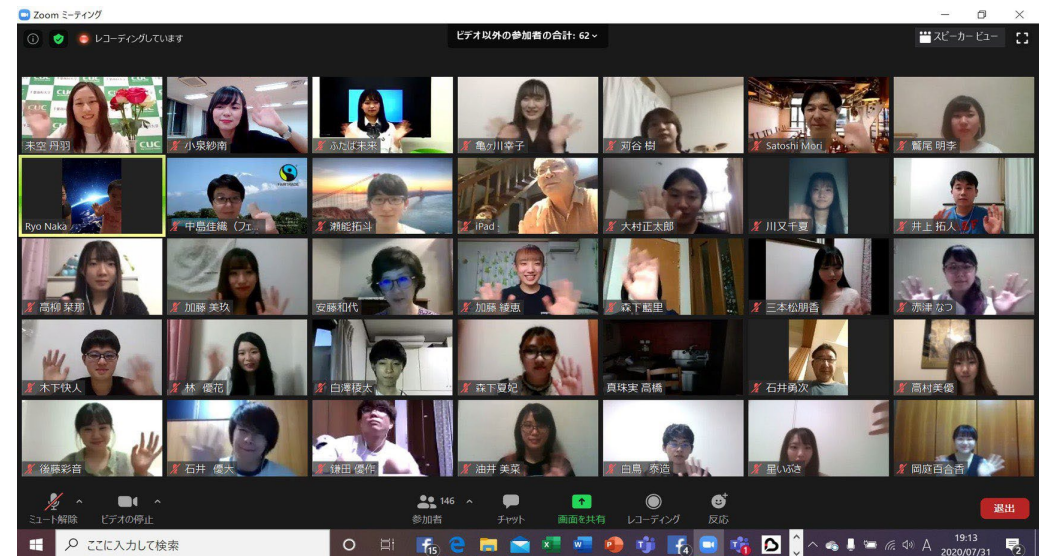 Zoom ミーティング
レコーディングしています
ビデオ以外の参加者の合計: 62
スピーカー ビュー
CUC
CUC
未空 丹羽
小泉紗南
ふたば未来
亀ヶ川幸子
刈谷 樹
Satoshi Mori
鷲尾 明李
Ryo Naka
中島佳織（フェ...
瀬能拓斗
iPad
大村正太郎
川又千夏
井上 拓人
高柳 栞那
加藤 美玖
安藤和代
加藤 綾恵
森下藍里
三本松朋香
赤津 なつ
木下快人
林 優花
白澤稜太
森下夏妃
真珠実 高橋
石井勇次
高村美優
後藤彩音
石井 優大
鎌田 優作
油井 美菜
白鳥 泰造
星いぶき
岡庭百合香
ミュート解除
ビデオの停止
146
参加者
チャット
画面を共有
レコーディング
反応
退出
ここに入力して検索
15
4
A
19:13
2020/07/31
2